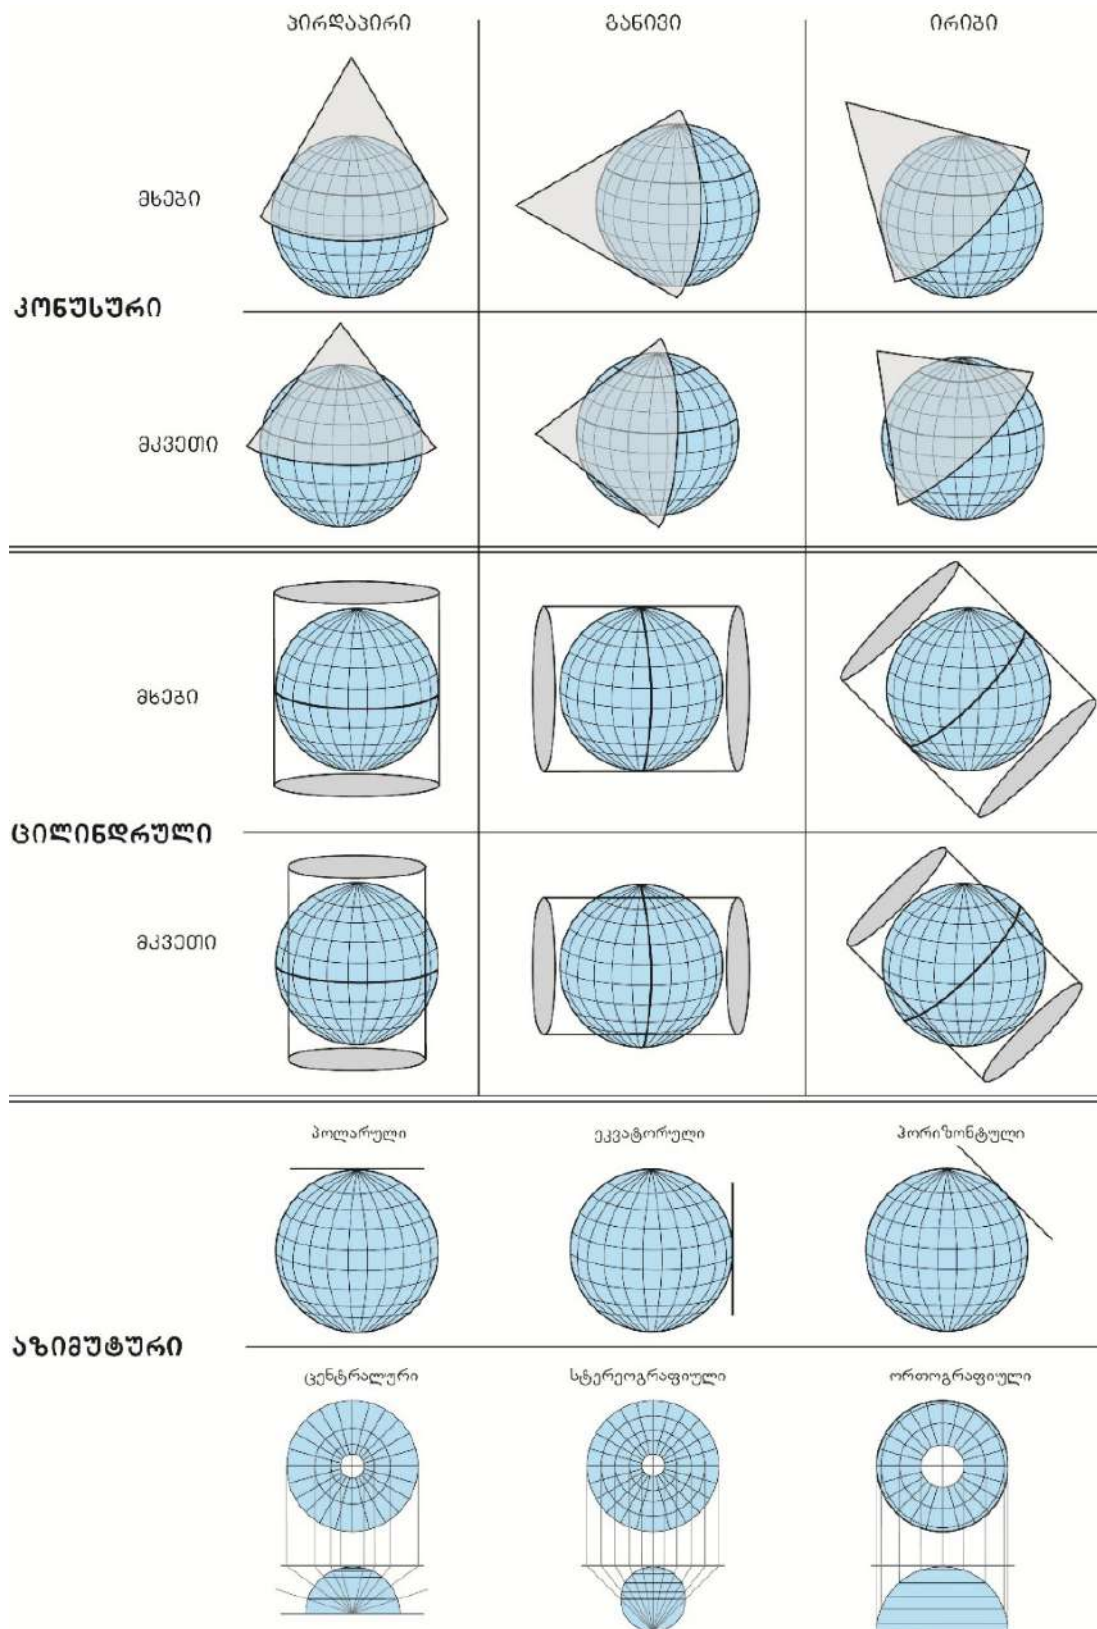 პირდაპირი განივი ირიბი
მხები
კონუსური
მკვეთი
მხები
ცილინდრული
მკვეთი
პოლარული ეკვატორული ჰორიზონტული
აზიმუტური
ცენტრალური სტერეოგრაფიული ორთოგრაფიული